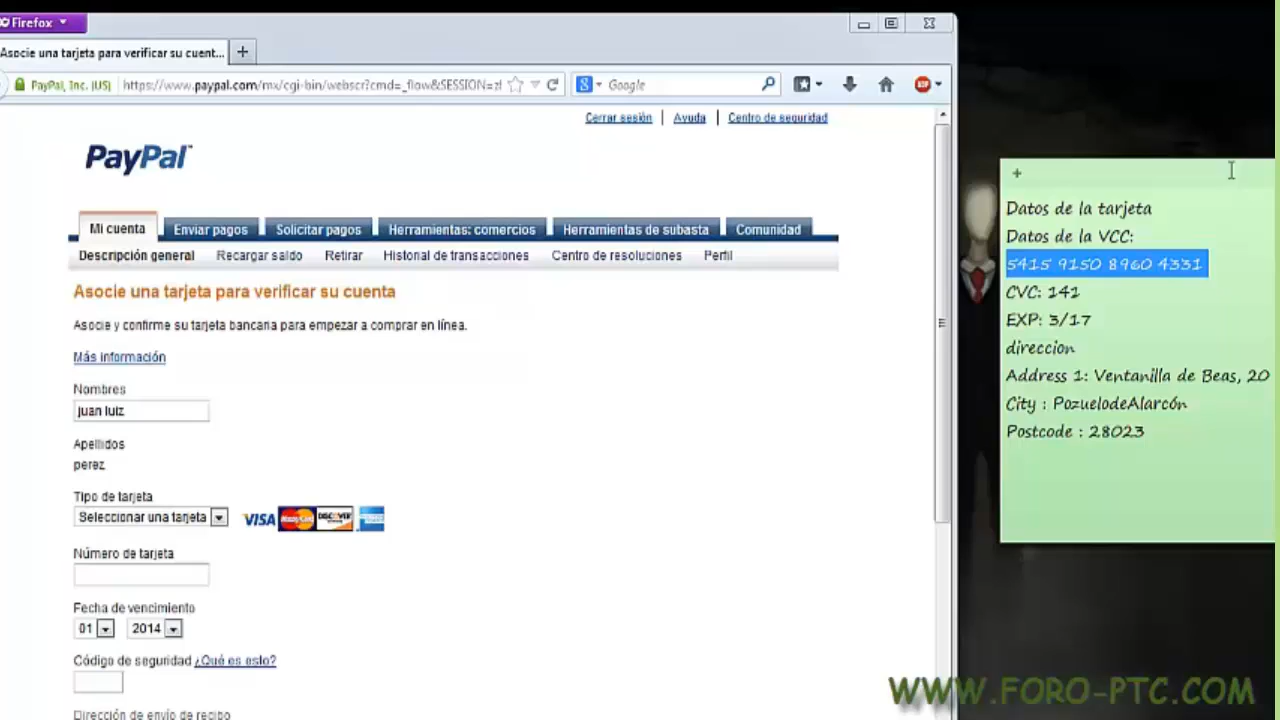 Firefox
Asocie una tarjeta para verificar su cuent...
PayPal, Inc. (US)
https://www.paypal.com/mx/cgi-bin/webscr?cmd=_flow&SESSION=zl
Google
Cerrar sesión | Ayuda | Centro de seguridad
PayPal
Mi cuenta
Enviar pagos
Solicitar pagos
Herramientas: comercios
Herramientas de subasta
Comunidad
Descripción general
Recargar saldo
Retirar
Historial de transacciones
Centro de resoluciones
Perfil
Asocie una tarjeta para verificar su cuenta
Asocie y confirme su tarjeta bancaria para empezar a comprar en línea.
Más información
Nombres
juan luiz
Apellidos
perez
Tipo de tarjeta
Seleccionar una tarjeta
VISA MasterCard DISCOVER
Número de tarjeta
Fecha de vencimiento
01 2014
Código de seguridad ¿Qué es esto?
Dirección de envío de recibo
+
Datos de la tarjeta
Datos de la VCC:
5415 9150 8960 4331
CVC: 141
EXP: 3/17
direccion
Address 1: Ventanilla de Beas, 20
City : PozuelodeAlarcón
Postcode : 28023
WWW.FORO-PTC.COM